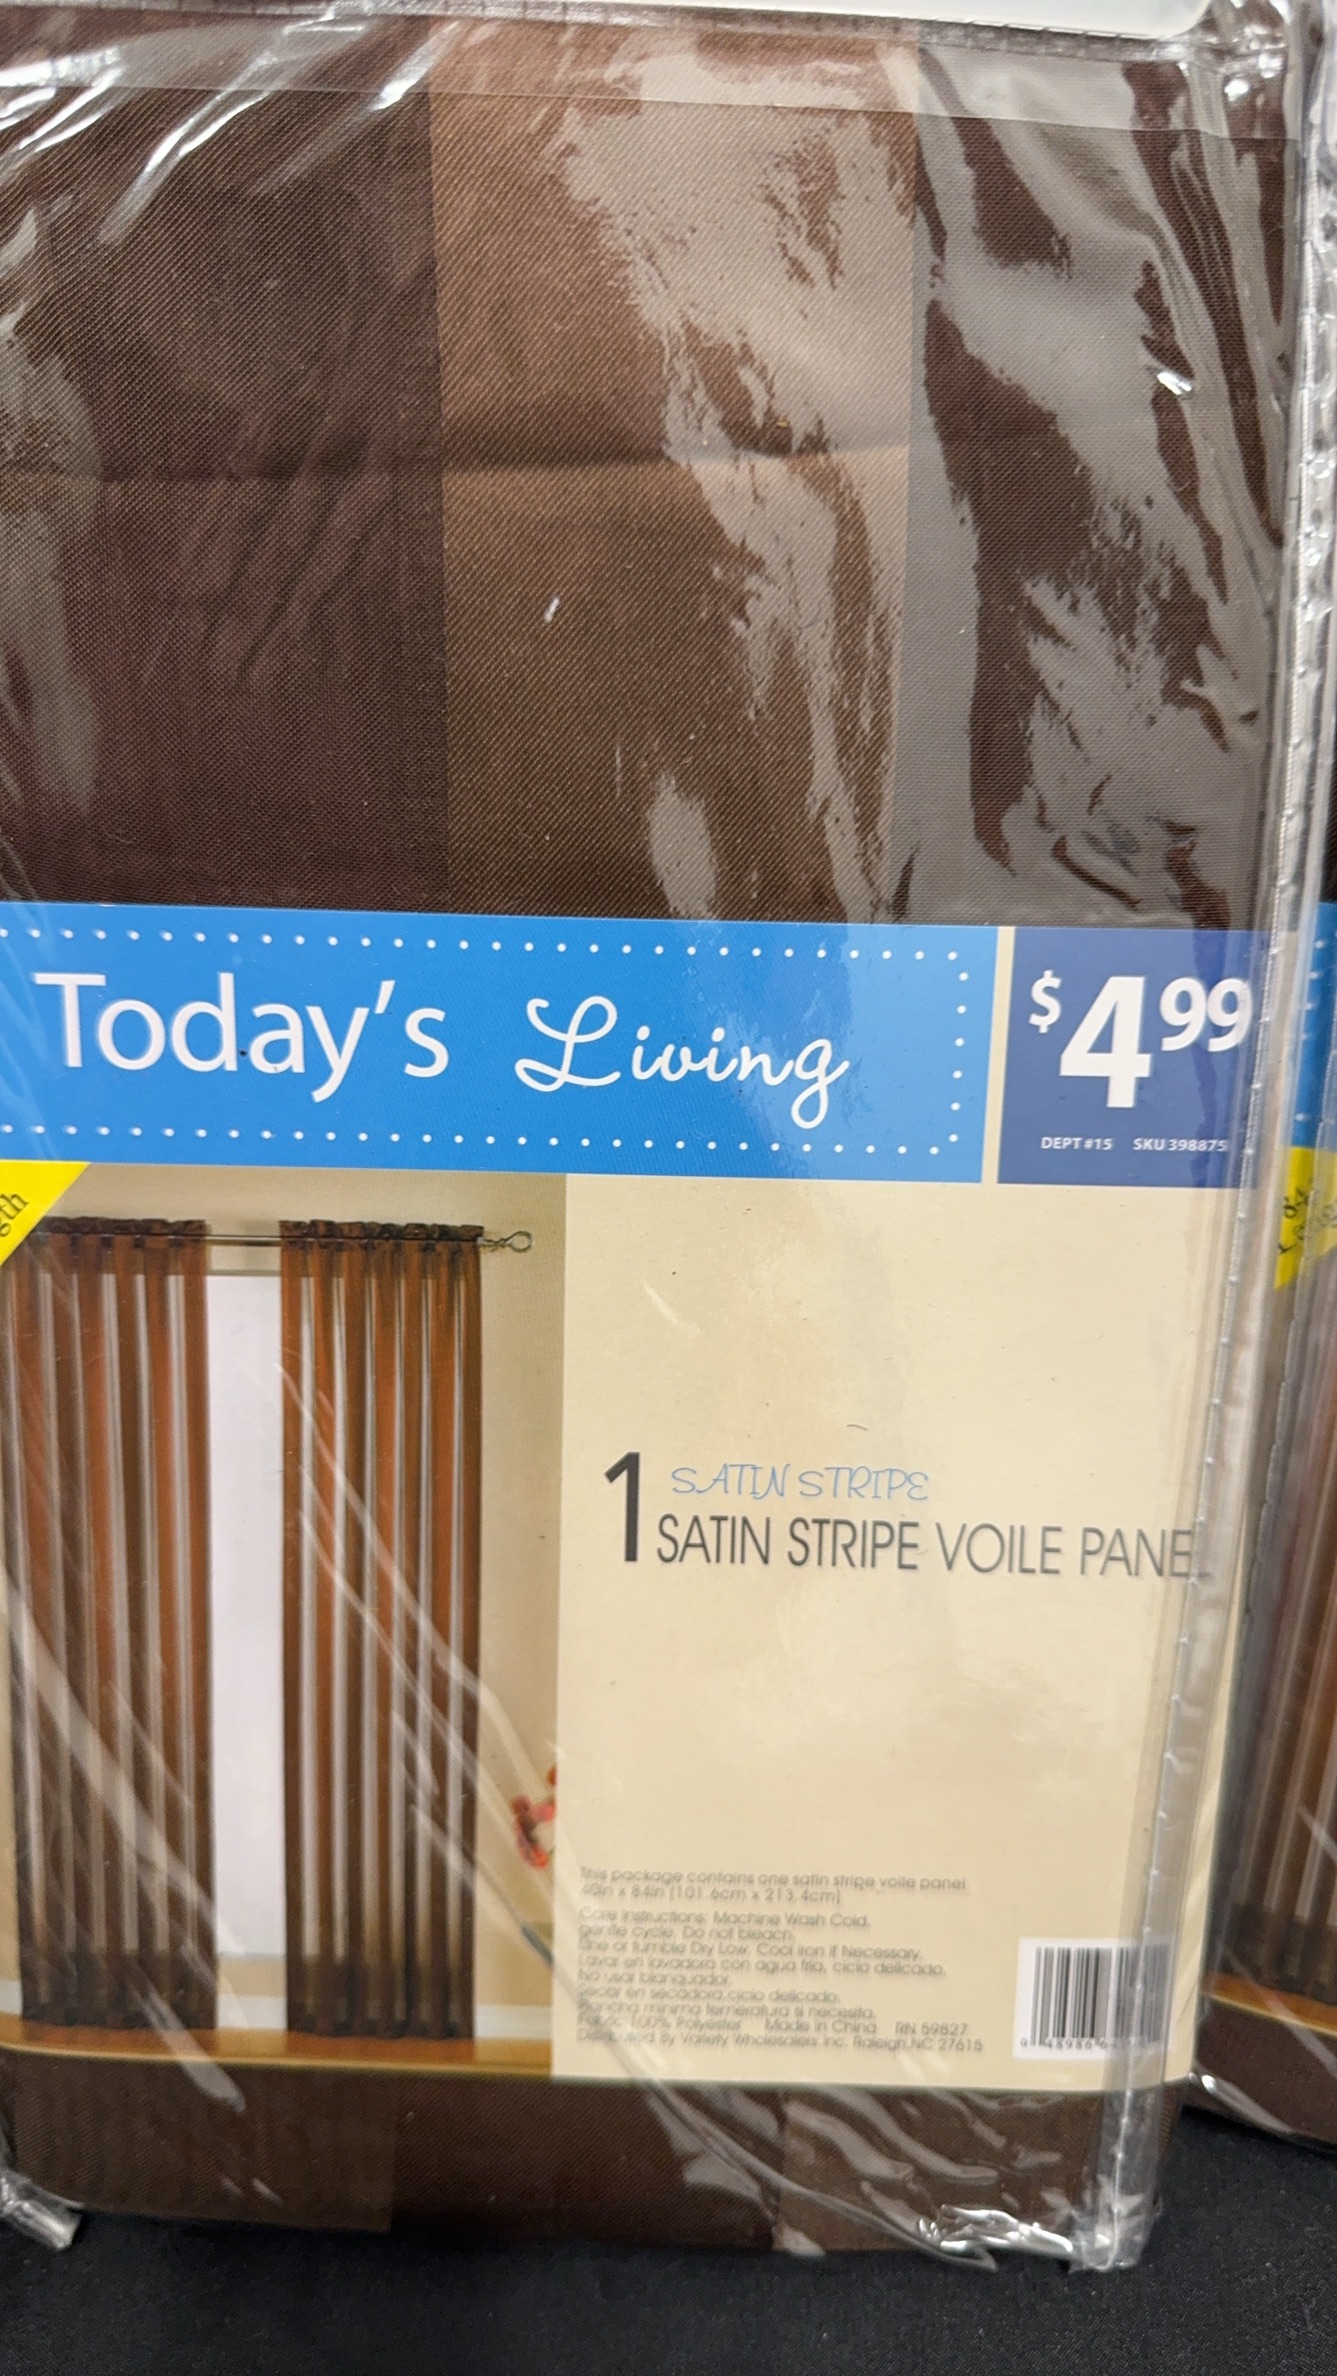 Today's Living
$4.99
DEPT #15 SKU 398875
gth
1 SATIN STRIPE
SATIN STRIPE VOILE PANEL
This package contains one satin stripe voile panel
40in x 84in (101.6cm x 213.4cm)
Care Instructions: Machine Wash Cold,
gentle cycle. Do not bleach.
Line or tumble Dry Low. Cool Iron if Necessary.
Lavar en lavadora con agua fria, ciclo delicado.
No usar blanqueador.
Secar en secadora, ciclo delicado.
Plancha minima temeratura si necesita.
Fabric: 100% Polyester Made in China RN 59827
Distributed By Variety Wholesalers, Inc. Raleigh, NC 27615